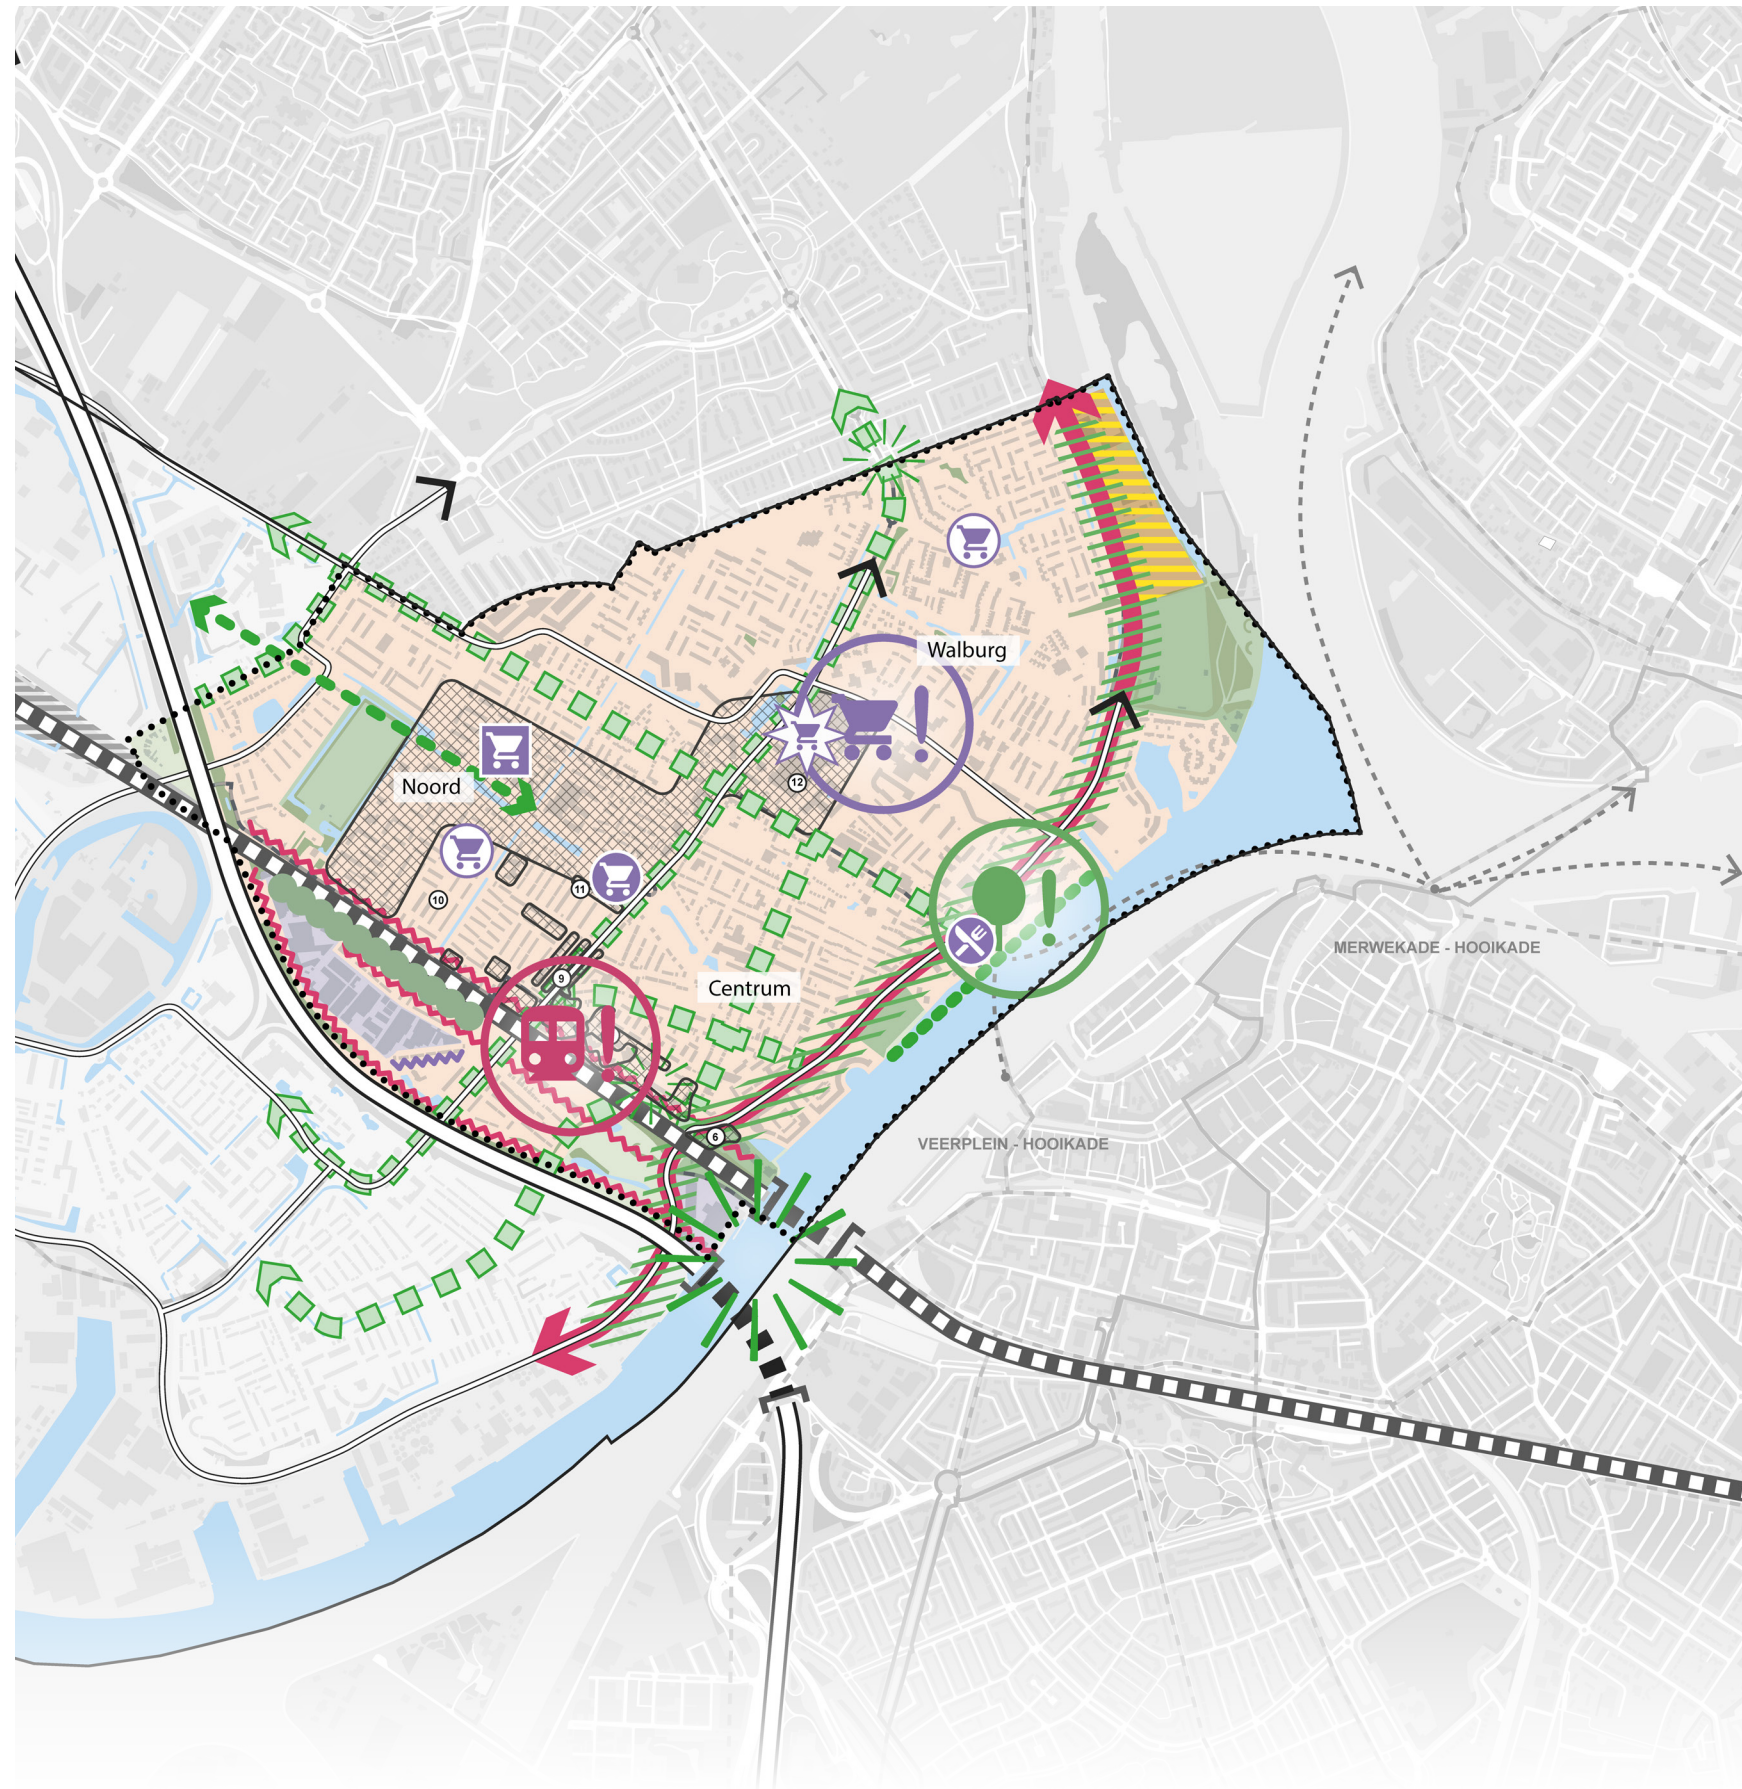 Walburg
12
Noord
11
10
MERWEKADE - HOOIKADE
9
Centrum
6
VEERPLEIN - HOOIKADE